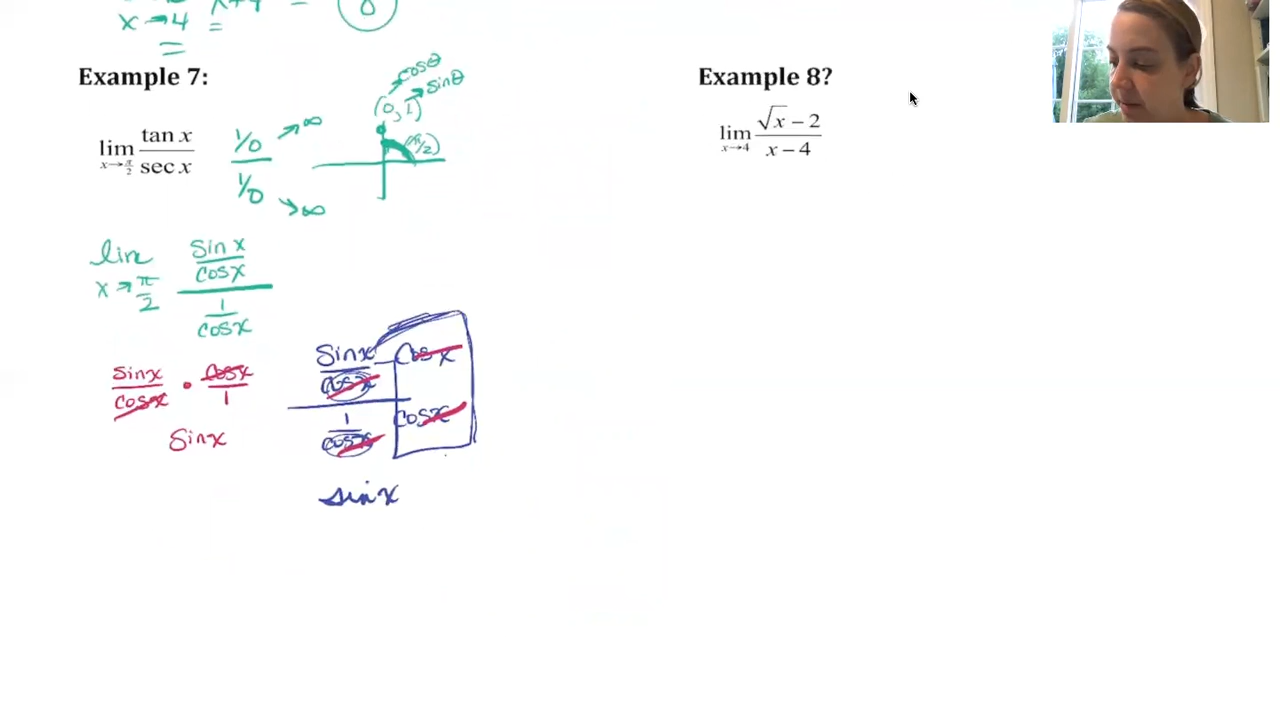 x→4 x+4 = 0
=
Example 7:
lim x→π/2 tan x / sec x
1/0 → ∞
1/0 → ∞
cosθ
sinθ
(0, 1)
(π/2)
lim x→π/2 (sin x / cos x) / (1 / cos x)
sin x / cos x · cos x / 1
sin x
sin x / cos x cos x
1 / cos x cos x
sin x
Example 8?
lim x→4 (√x − 2) / (x − 4)